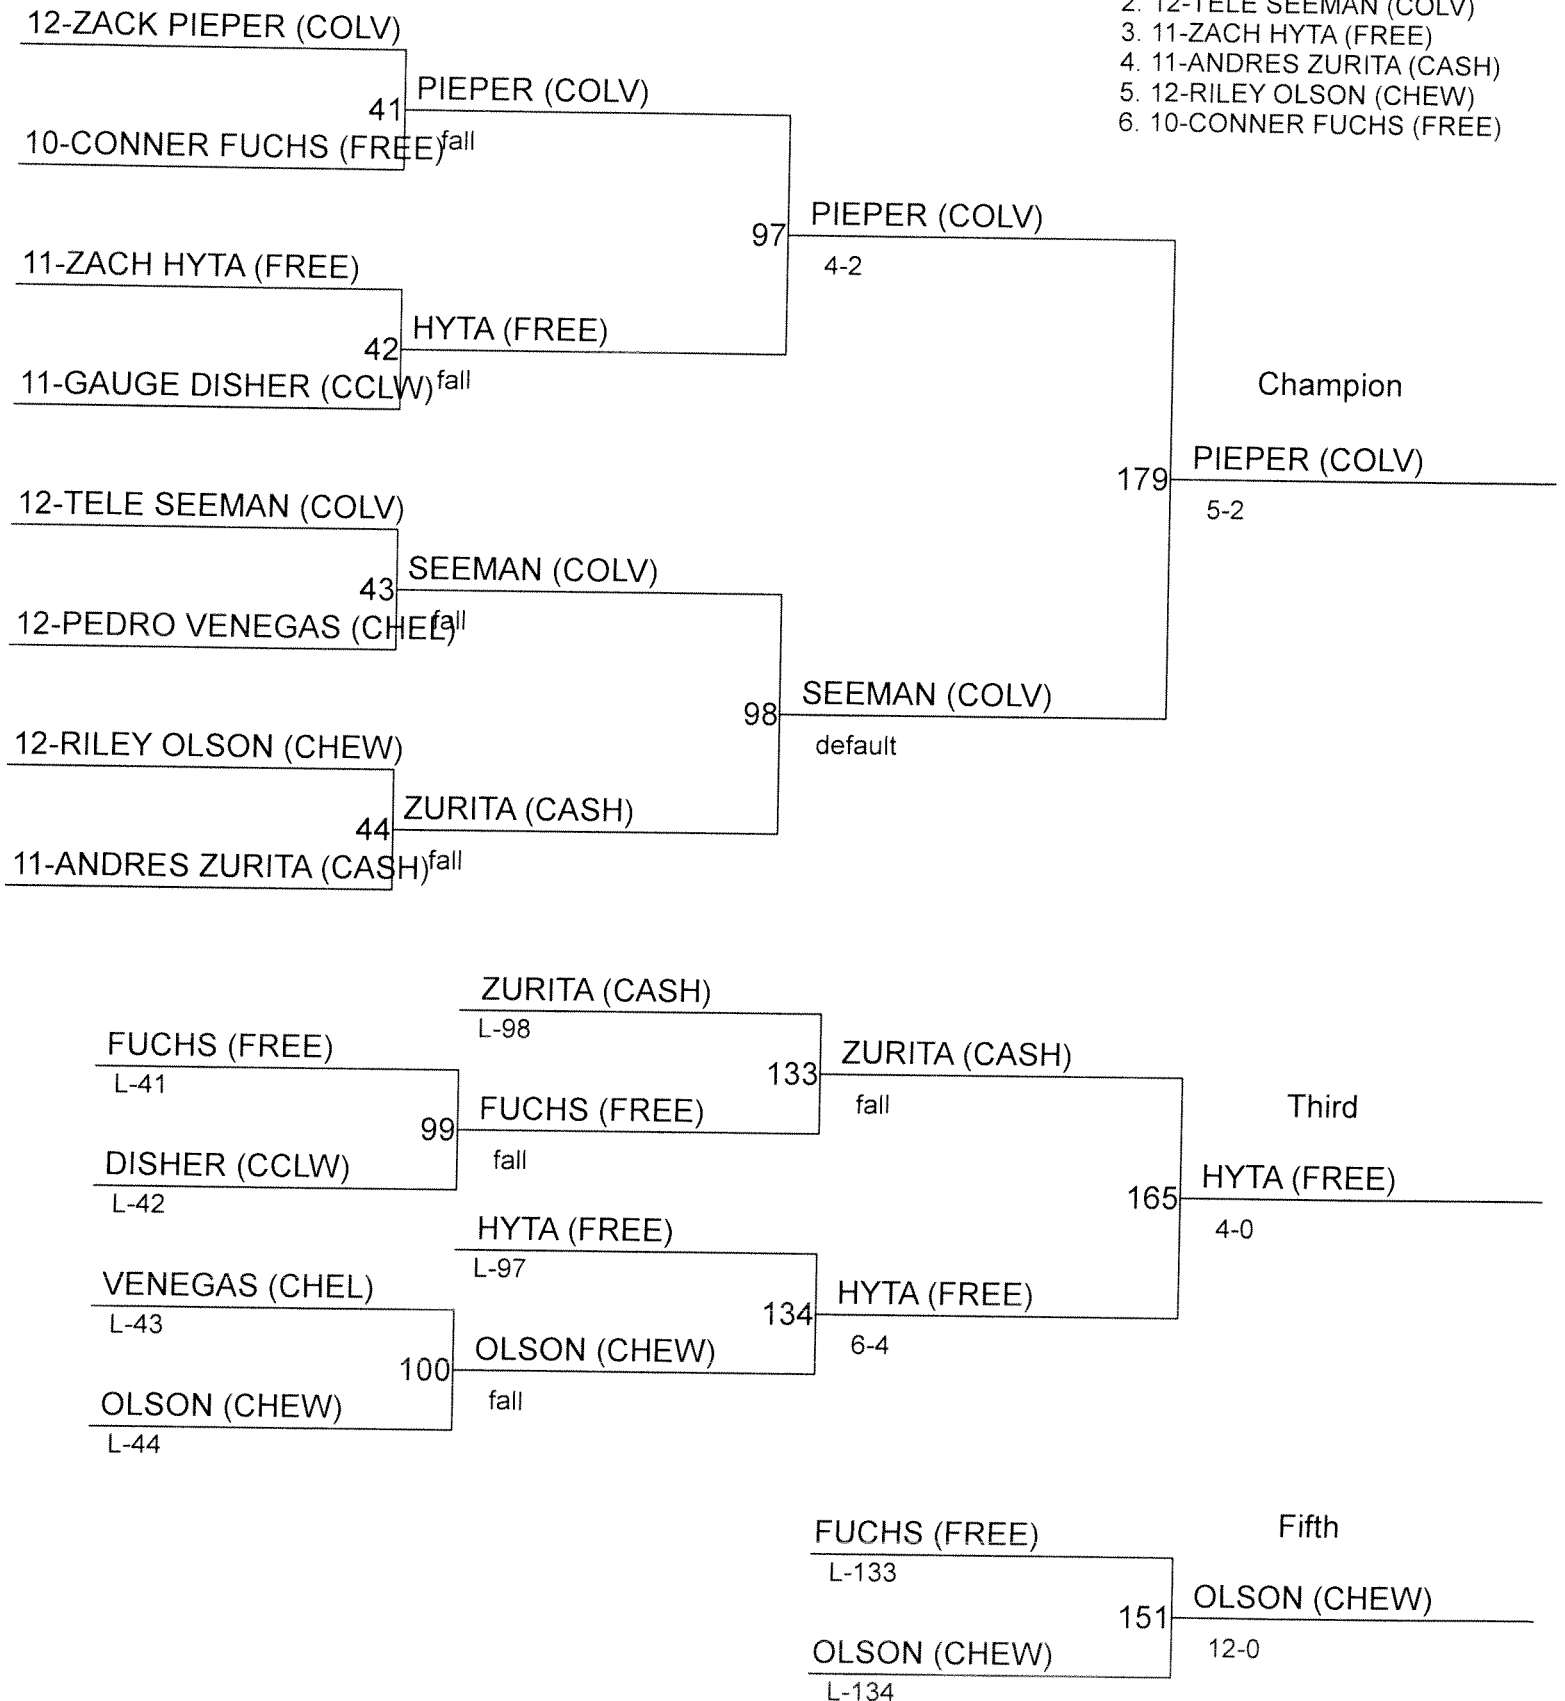 12-ZACK PIEPER (COLV)
41
PIEPER (COLV)
10-CONNER FUCHS (FREE)
fall
97
PIEPER (COLV)
4-2
11-ZACH HYTA (FREE)
42
HYTA (FREE)
11-GAUGE DISHER (CCLW)
fall
12-TELE SEEMAN (COLV)
43
SEEMAN (COLV)
12-PEDRO VENEGAS (CHEL)
fall
98
SEEMAN (COLV)
default
12-RILEY OLSON (CHEW)
44
ZURITA (CASH)
11-ANDRES ZURITA (CASH)
fall
2. 12-TELE SEEMAN (COLV)
3. 11-ZACH HYTA (FREE)
4. 11-ANDRES ZURITA (CASH)
5. 12-RILEY OLSON (CHEW)
6. 10-CONNER FUCHS (FREE)
Champion
179
PIEPER (COLV)
5-2
ZURITA (CASH)
L-98
FUCHS (FREE)
L-41
99
FUCHS (FREE)
fall
DISHER (CCLW)
L-42
133
ZURITA (CASH)
fall
HYTA (FREE)
L-97
VENEGAS (CHEL)
L-43
100
OLSON (CHEW)
fall
OLSON (CHEW)
L-44
134
HYTA (FREE)
6-4
Third
165
HYTA (FREE)
4-0
FUCHS (FREE)
L-133
Fifth
151
OLSON (CHEW)
12-0
OLSON (CHEW)
L-134